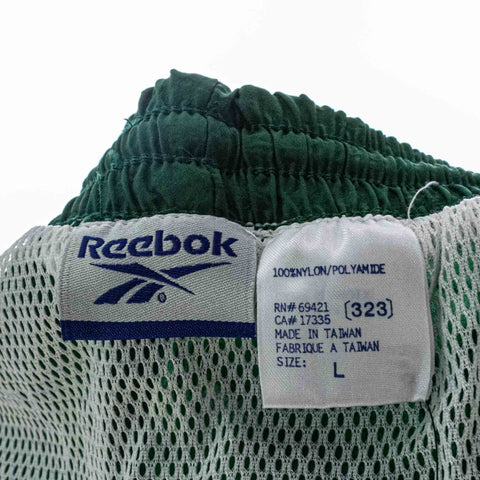 Reebok
®
100%NYLON/POLYAMIDE
RN# 69421 (323)
CA# 17335
MADE IN TAIWAN
FABRIQUE A TAIWAN
SIZE: L